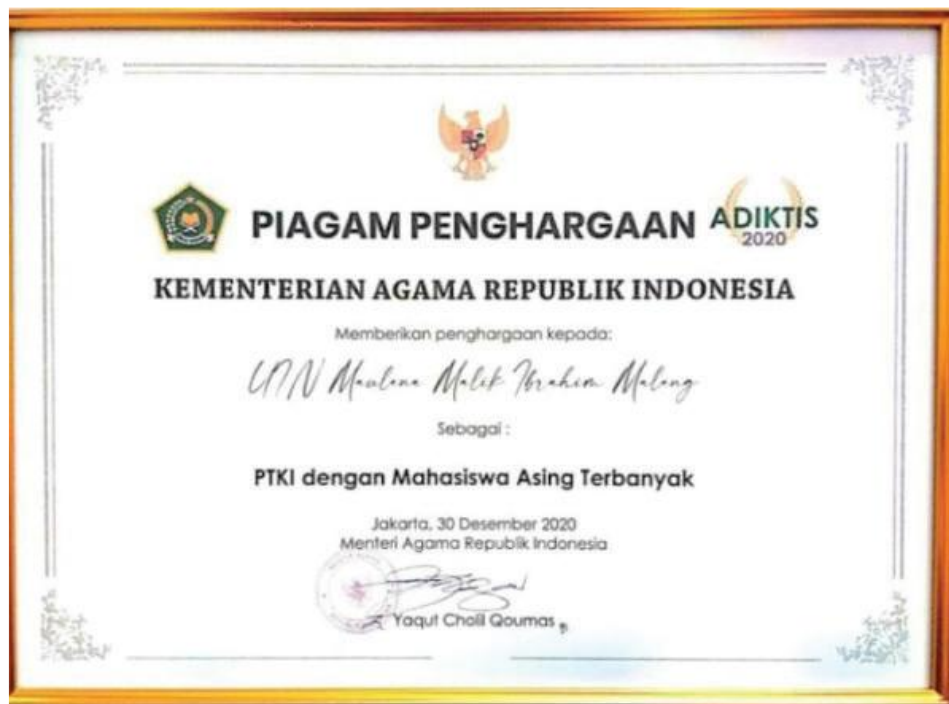 PIAGAM PENGHARGAAN
ADIKTIS
2020
KEMENTERIAN AGAMA REPUBLIK INDONESIA
Memberikan penghargaan kepada:
UIN Maulana Malik Ibrahim Malang
Sebagai :
PTKI dengan Mahasiswa Asing Terbanyak
Jakarta, 30 Desember 2020
Menteri Agama Republik Indonesia
Yaqut Cholil Qoumas